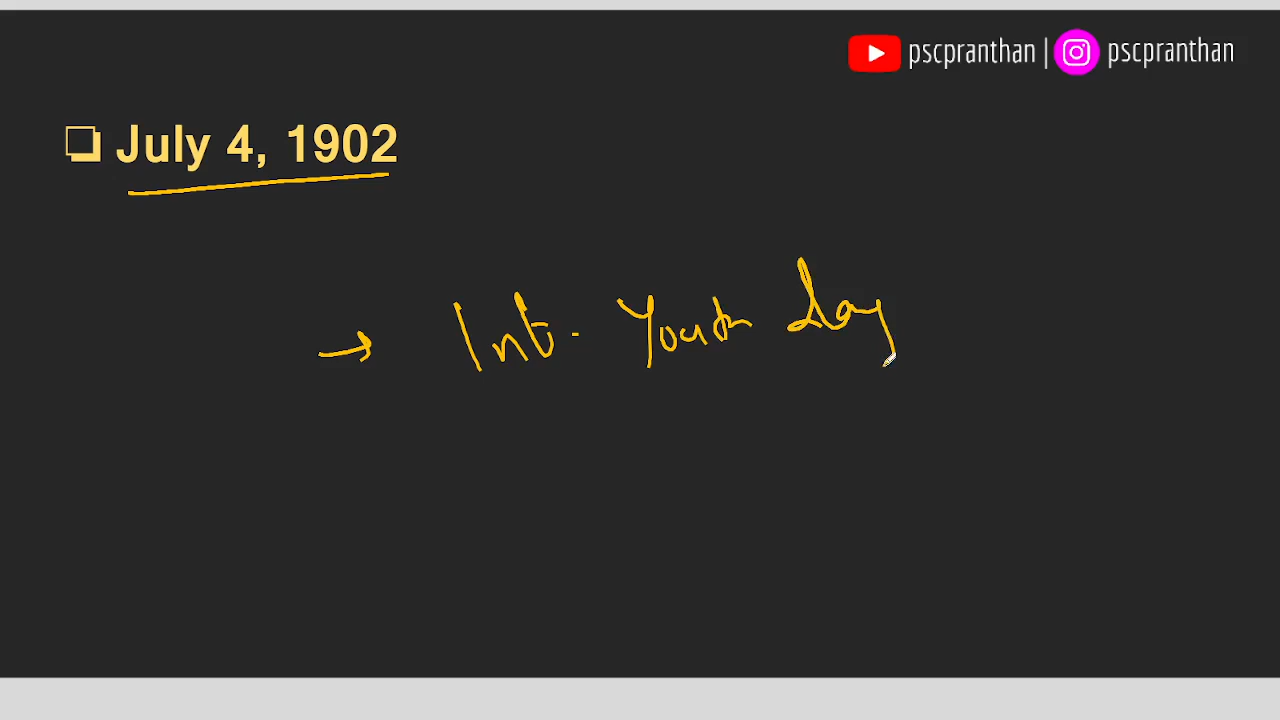 pscpranthan | pscpranthan
July 4, 1902
→ Int. Youth day